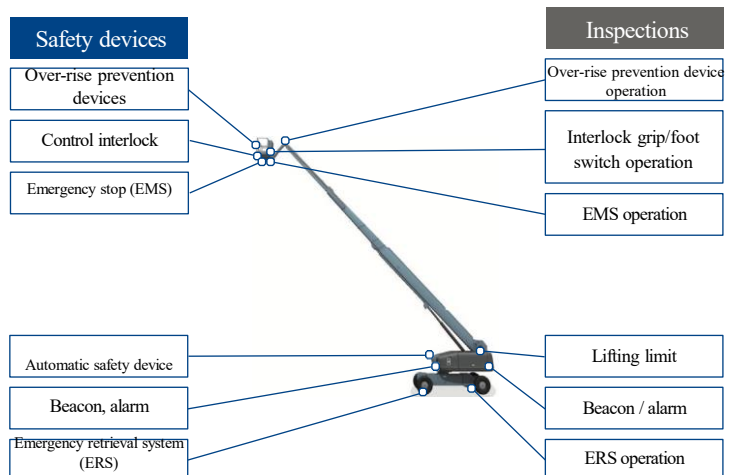 Safety devices
Over-rise prevention
devices
Control interlock
Emergency stop (EMS)
Automatic safety device
Beacon, alarm
Emergency retrieval system
(ERS)
Inspections
Over-rise prevention device
operation
Interlock grip/foot
switch operation
EMS operation
Lifting limit
Beacon / alarm
ERS operation